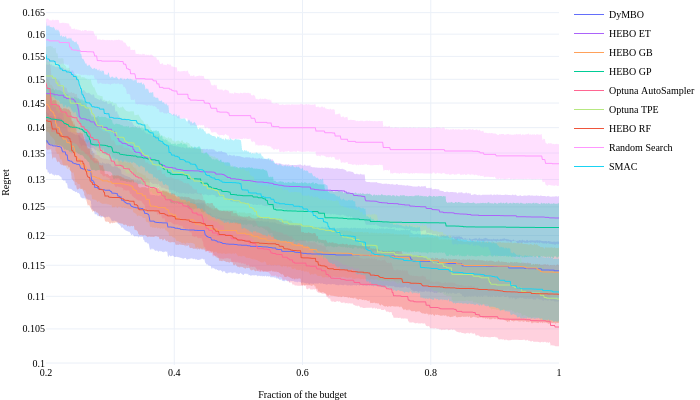 0.165
0.16
0.155
0.15
0.145
0.14
0.135
0.13
0.125
0.12
0.115
0.11
0.105
0.1
Regret
0.2
0.4
0.6
0.8
1
Fraction of the budget
DyMBO
HEBO ET
HEBO GB
HEBO GP
Optuna AutoSampler
Optuna TPE
HEBO RF
Random Search
SMAC